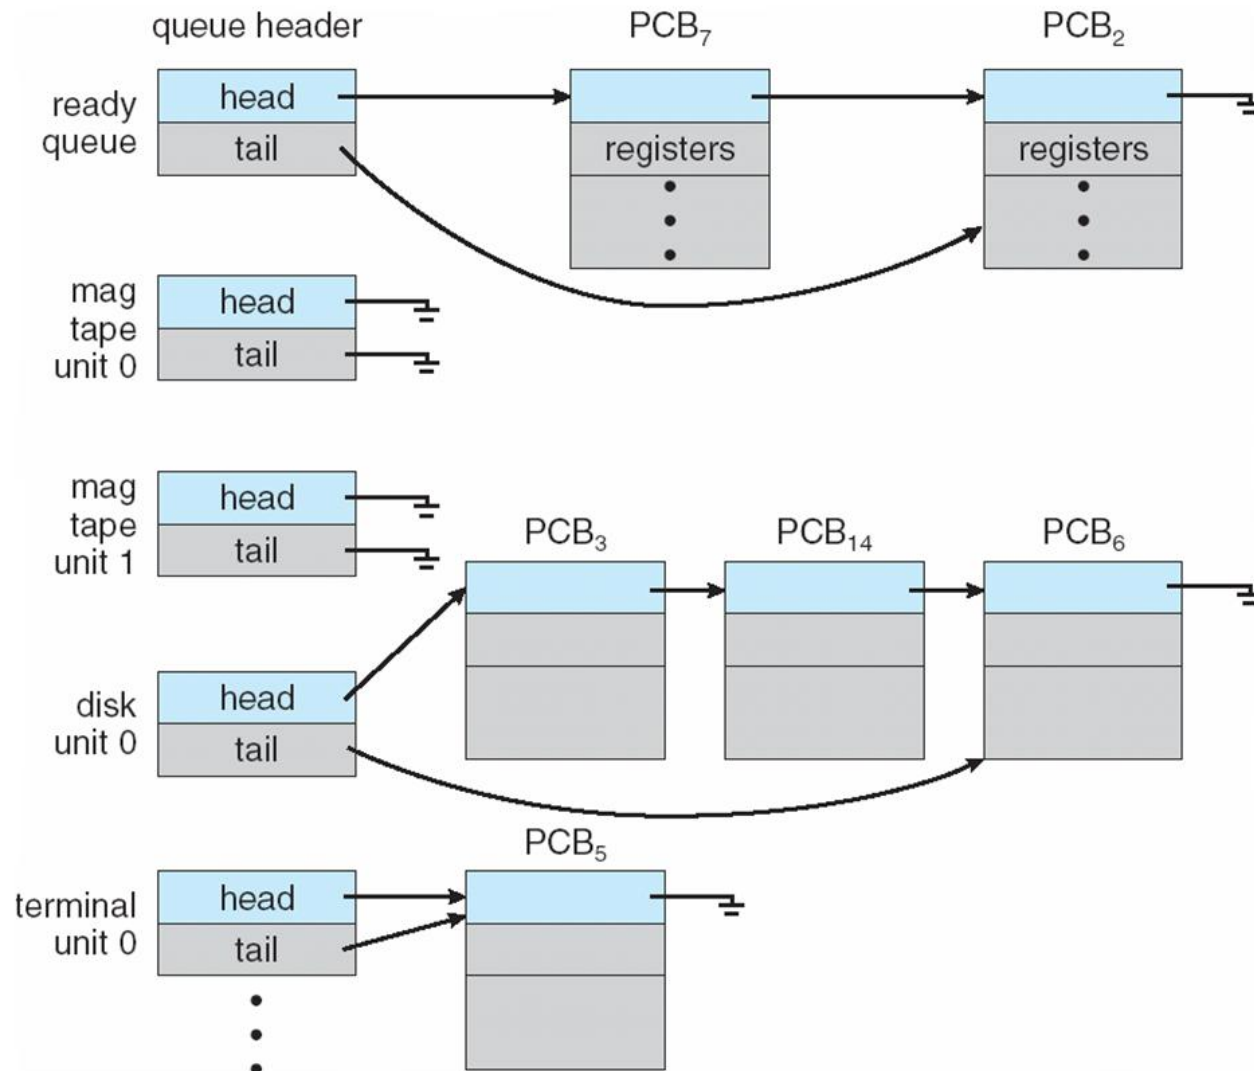 queue header
PCB₇
PCB₂
ready
queue
head
tail
registers
registers
mag
tape
unit 0
head
tail
mag
tape
unit 1
head
tail
PCB₃
PCB₁₄
PCB₆
disk
unit 0
head
tail
PCB₅
terminal
unit 0
head
tail